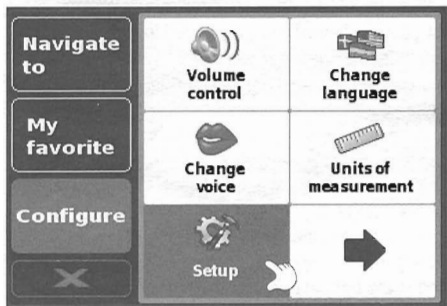 Navigate
to
My
favorite
Configure
Volume
control
Change
language
Change
voice
Units of
measurement
Setup